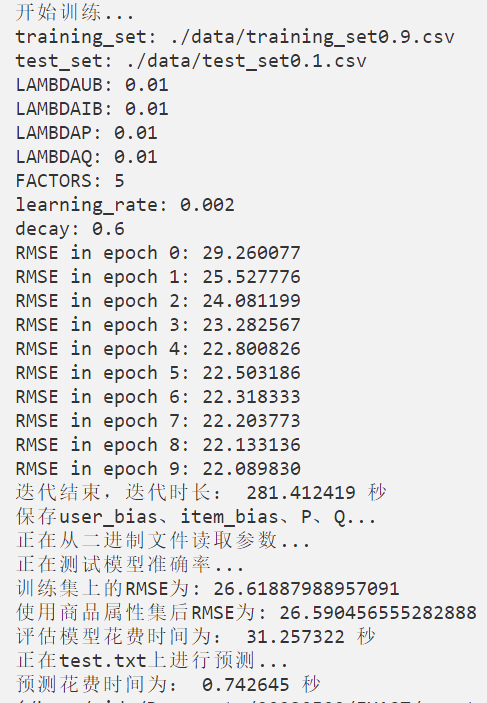 开始训练...
training_set: ./data/training_set0.9.csv
test_set: ./data/test_set0.1.csv
LAMBDAUB: 0.01
LAMBDAIB: 0.01
LAMBDAP: 0.01
LAMBDAQ: 0.01
FACTORS: 5
learning_rate: 0.002
decay: 0.6
RMSE in epoch 0: 29.260077
RMSE in epoch 1: 25.527776
RMSE in epoch 2: 24.081199
RMSE in epoch 3: 23.282567
RMSE in epoch 4: 22.800826
RMSE in epoch 5: 22.503186
RMSE in epoch 6: 22.318333
RMSE in epoch 7: 22.203773
RMSE in epoch 8: 22.133136
RMSE in epoch 9: 22.089830
迭代结束，迭代时长： 281.412419 秒
保存user_bias、item_bias、P、Q...
正在从二进制文件读取参数...
正在测试模型准确率...
训练集上的RMSE为: 26.61887988957091
使用商品属性集后RMSE为: 26.590456555282888
评估模型花费时间为： 31.257322 秒
正在test.txt上进行预测...
预测花费时间为： 0.742645 秒